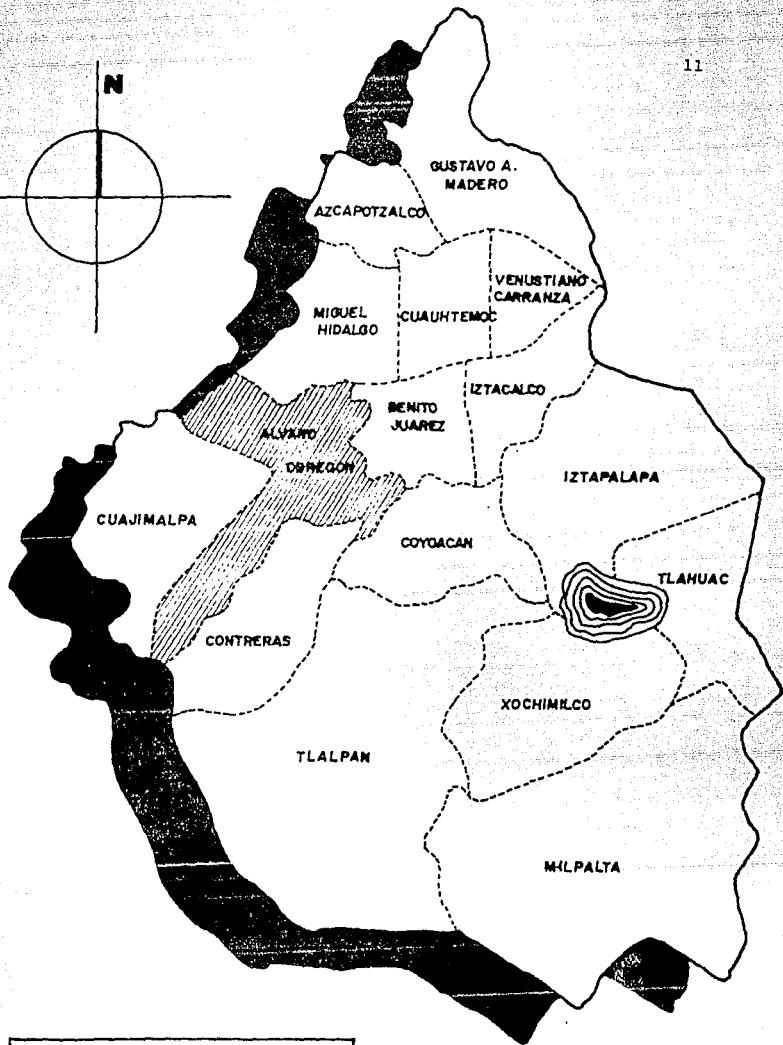 11
N
GUSTAVO A.
MADERO
AZCAPOTZALCO
VENUSTIANO
CARRANZA
MIGUEL
HIDALGO
CUAUHTEMOC
IZTACALCO
BENITO
JUAREZ
ALVARO
OBREGON
IZTAPALAPA
CUAJIMALPA
COYOACAN
TLAHUAC
CONTRERAS
XOCHIMILCO
TLALPAN
MILPALTA